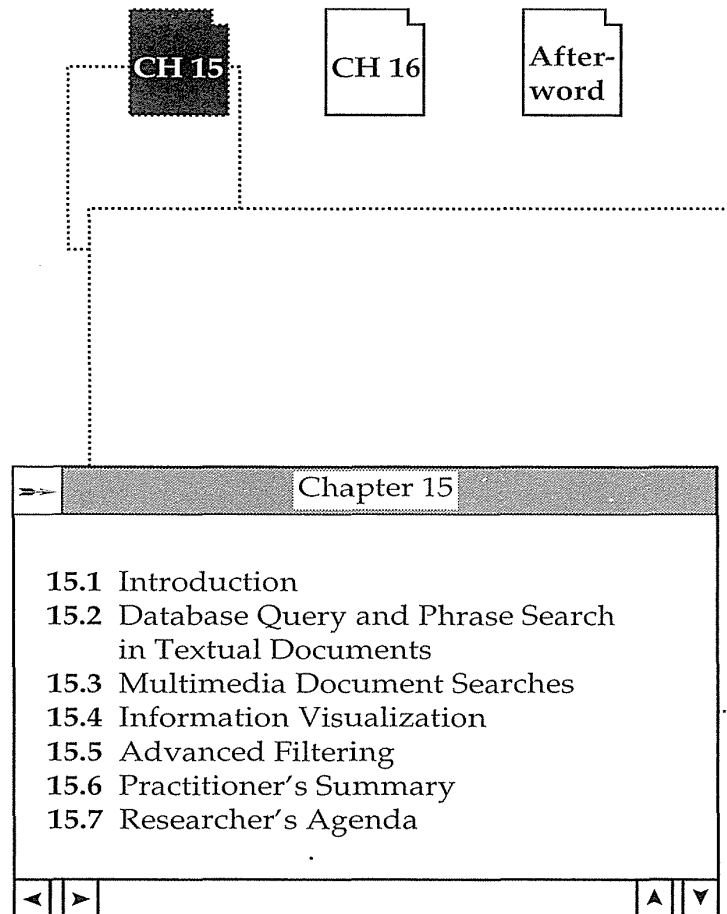 CH 15
CH 16
After-
word
Chapter 15
15.1 Introduction
15.2 Database Query and Phrase Search
in Textual Documents
15.3 Multimedia Document Searches
15.4 Information Visualization
15.5 Advanced Filtering
15.6 Practitioner's Summary
15.7 Researcher's Agenda